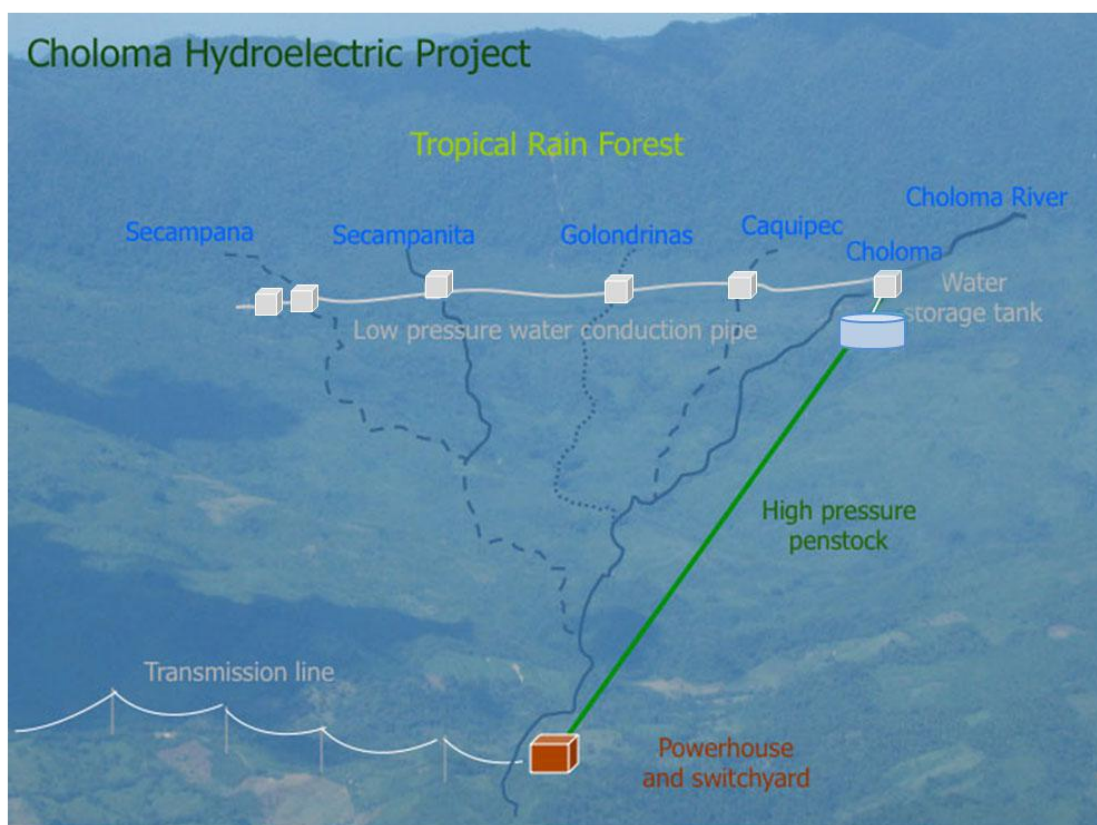 Choloma Hydroelectric Project
Tropical Rain Forest
Choloma River
Secampana
Secampanita
Golondrinas
Caquipec
Choloma
Water
storage tank
Low pressure water conduction pipe
High pressure
penstock
Transmission line
Powerhouse
and switchyard